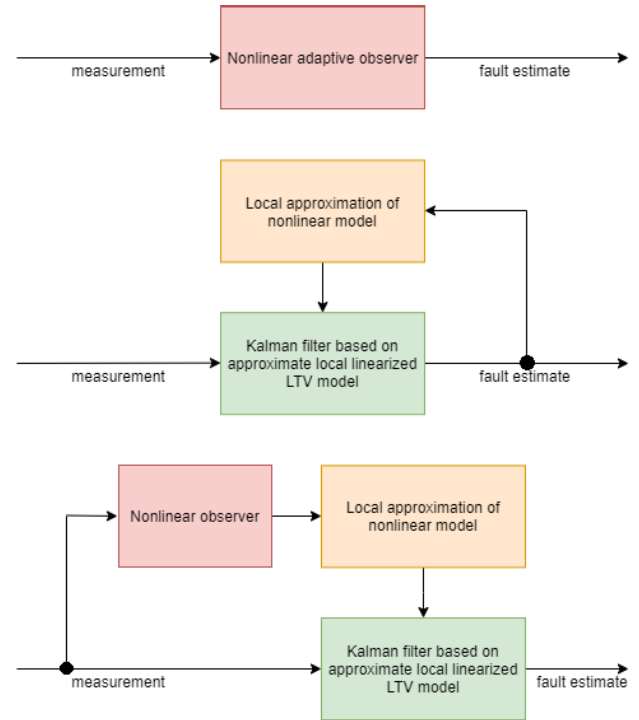 Nonlinear adaptive observer
measurement
fault estimate
Local approximation of
nonlinear model
Kalman filter based on
approximate local linearized
LTV model
measurement
fault estimate
Nonlinear observer
Local approximation of
nonlinear model
Kalman filter based on
approximate local linearized
LTV model
measurement
fault estimate